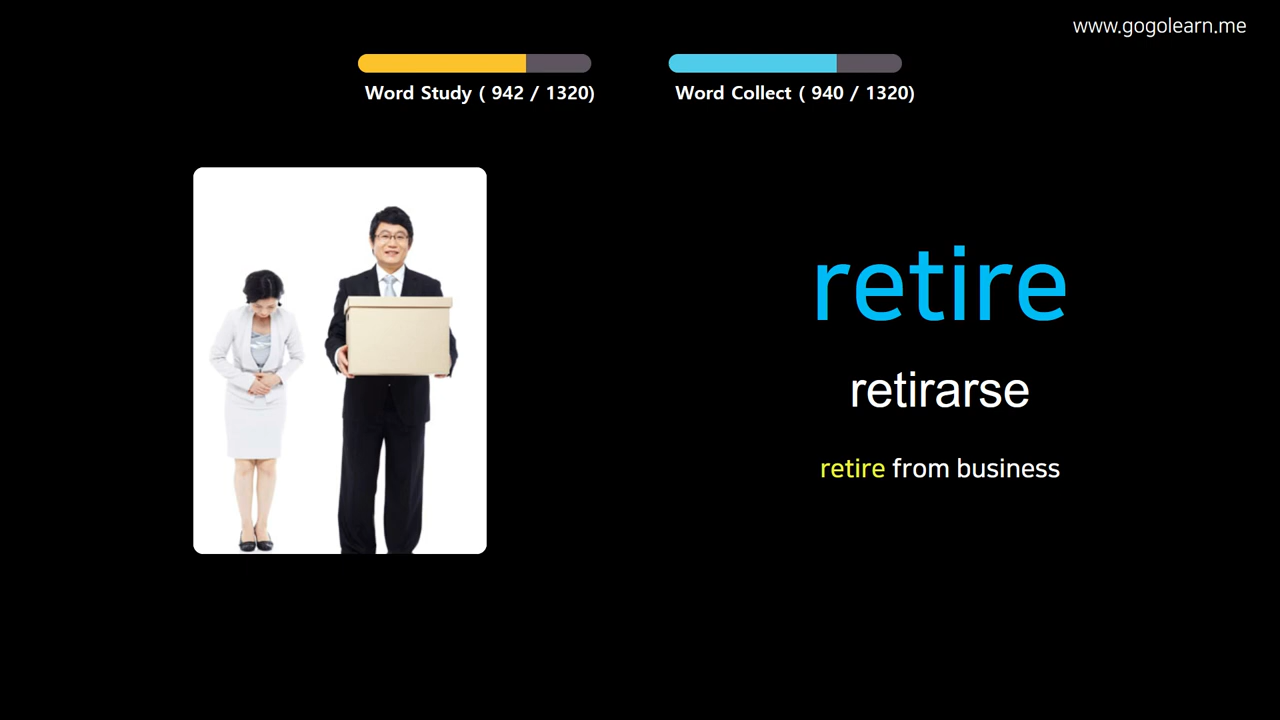 www.gogolearn.me
Word Study ( 942 / 1320)
Word Collect ( 940 / 1320)
retire
retirarse
retire from business